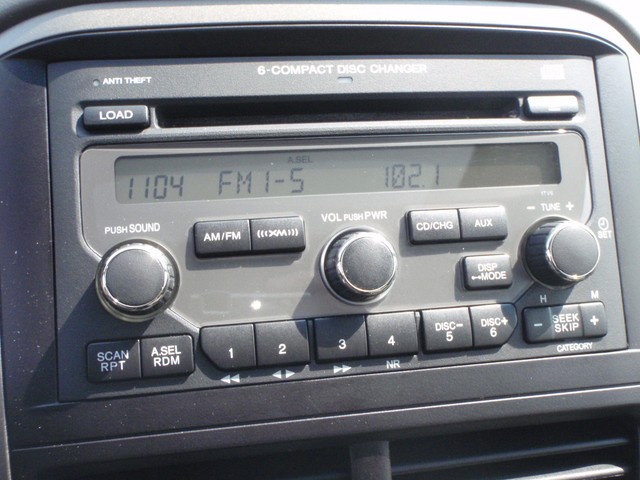 6-COMPACT DISC CHANGER
ANTI THEFT
LOAD
A.SEL
1104 FM1-5 102.1
PUSH SOUND
VOL PUSH PWR
- TUNE +
AM/FM
((XM))
CD/CHG
AUX
SET
DISP
MODE
H M
SCAN
RPT
A.SEL
RDM
1
2
3
4
DISC-
5
DISC+
6
- SEEK
SKIP +
NR
CATEGORY